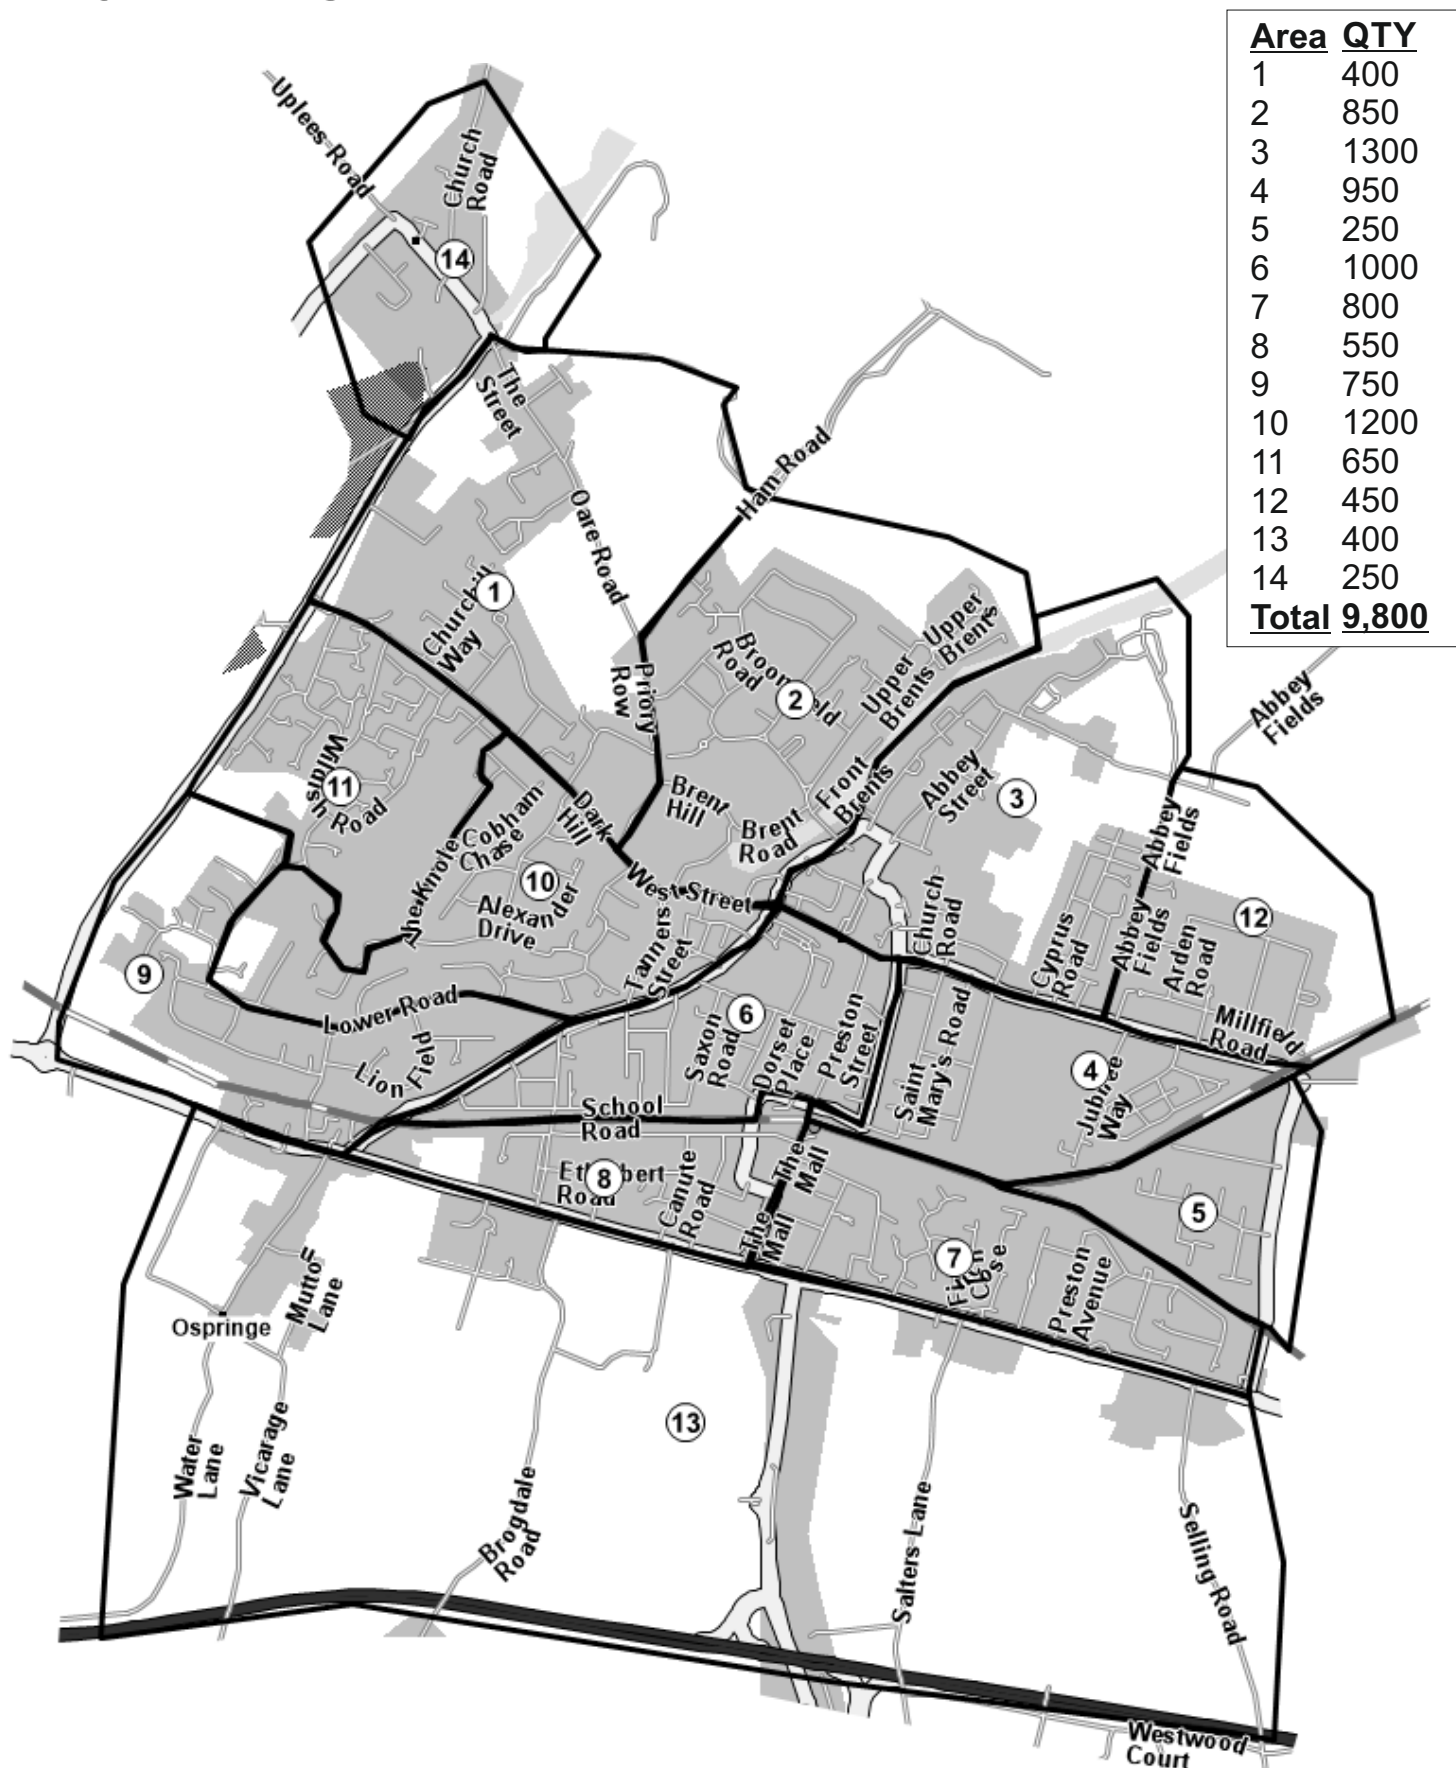 Area QTY
1 400
2 850
3 1300
4 950
5 250
6 1000
7 800
8 550
9 750
10 1200
11 650
12 450
13 400
14 250
Total 9,800
Uplees Road
Church
Road
14
The
Street
Ham Road
Oare Road
1
Churchill
Way
Priory
Row
Broomfield
Road
2
Upper
Brents
Upper
Brents
Abbey
Fields
11
Road
Cobham
Chase
The Knole
Dark
Hill
Brent
Hill
Brent
Road
Front
Brents
Abbey
Street
3
Abbey
Fields
10
Alexander
Drive
West Street
Tanners
Street
Church
Road
Cyprus
Road
Abbey
Fields
Arden
Road
12
9
Lower Road
Lion
Field
6
Saxon
Road
Dorset
Place
Preston
Street
Saint
Mary's Road
4
Jubilee
Way
Millfield
Road
School
Road
8
Road
Canute
Road
The
Mall
The
Mall
7
Preston
Avenue
5
Mutton
Lane
Ospringe
Water
Lane
Vicarage
Lane
Brogdale
Road
13
Salters Lane
Selling Road
Westwood
Court